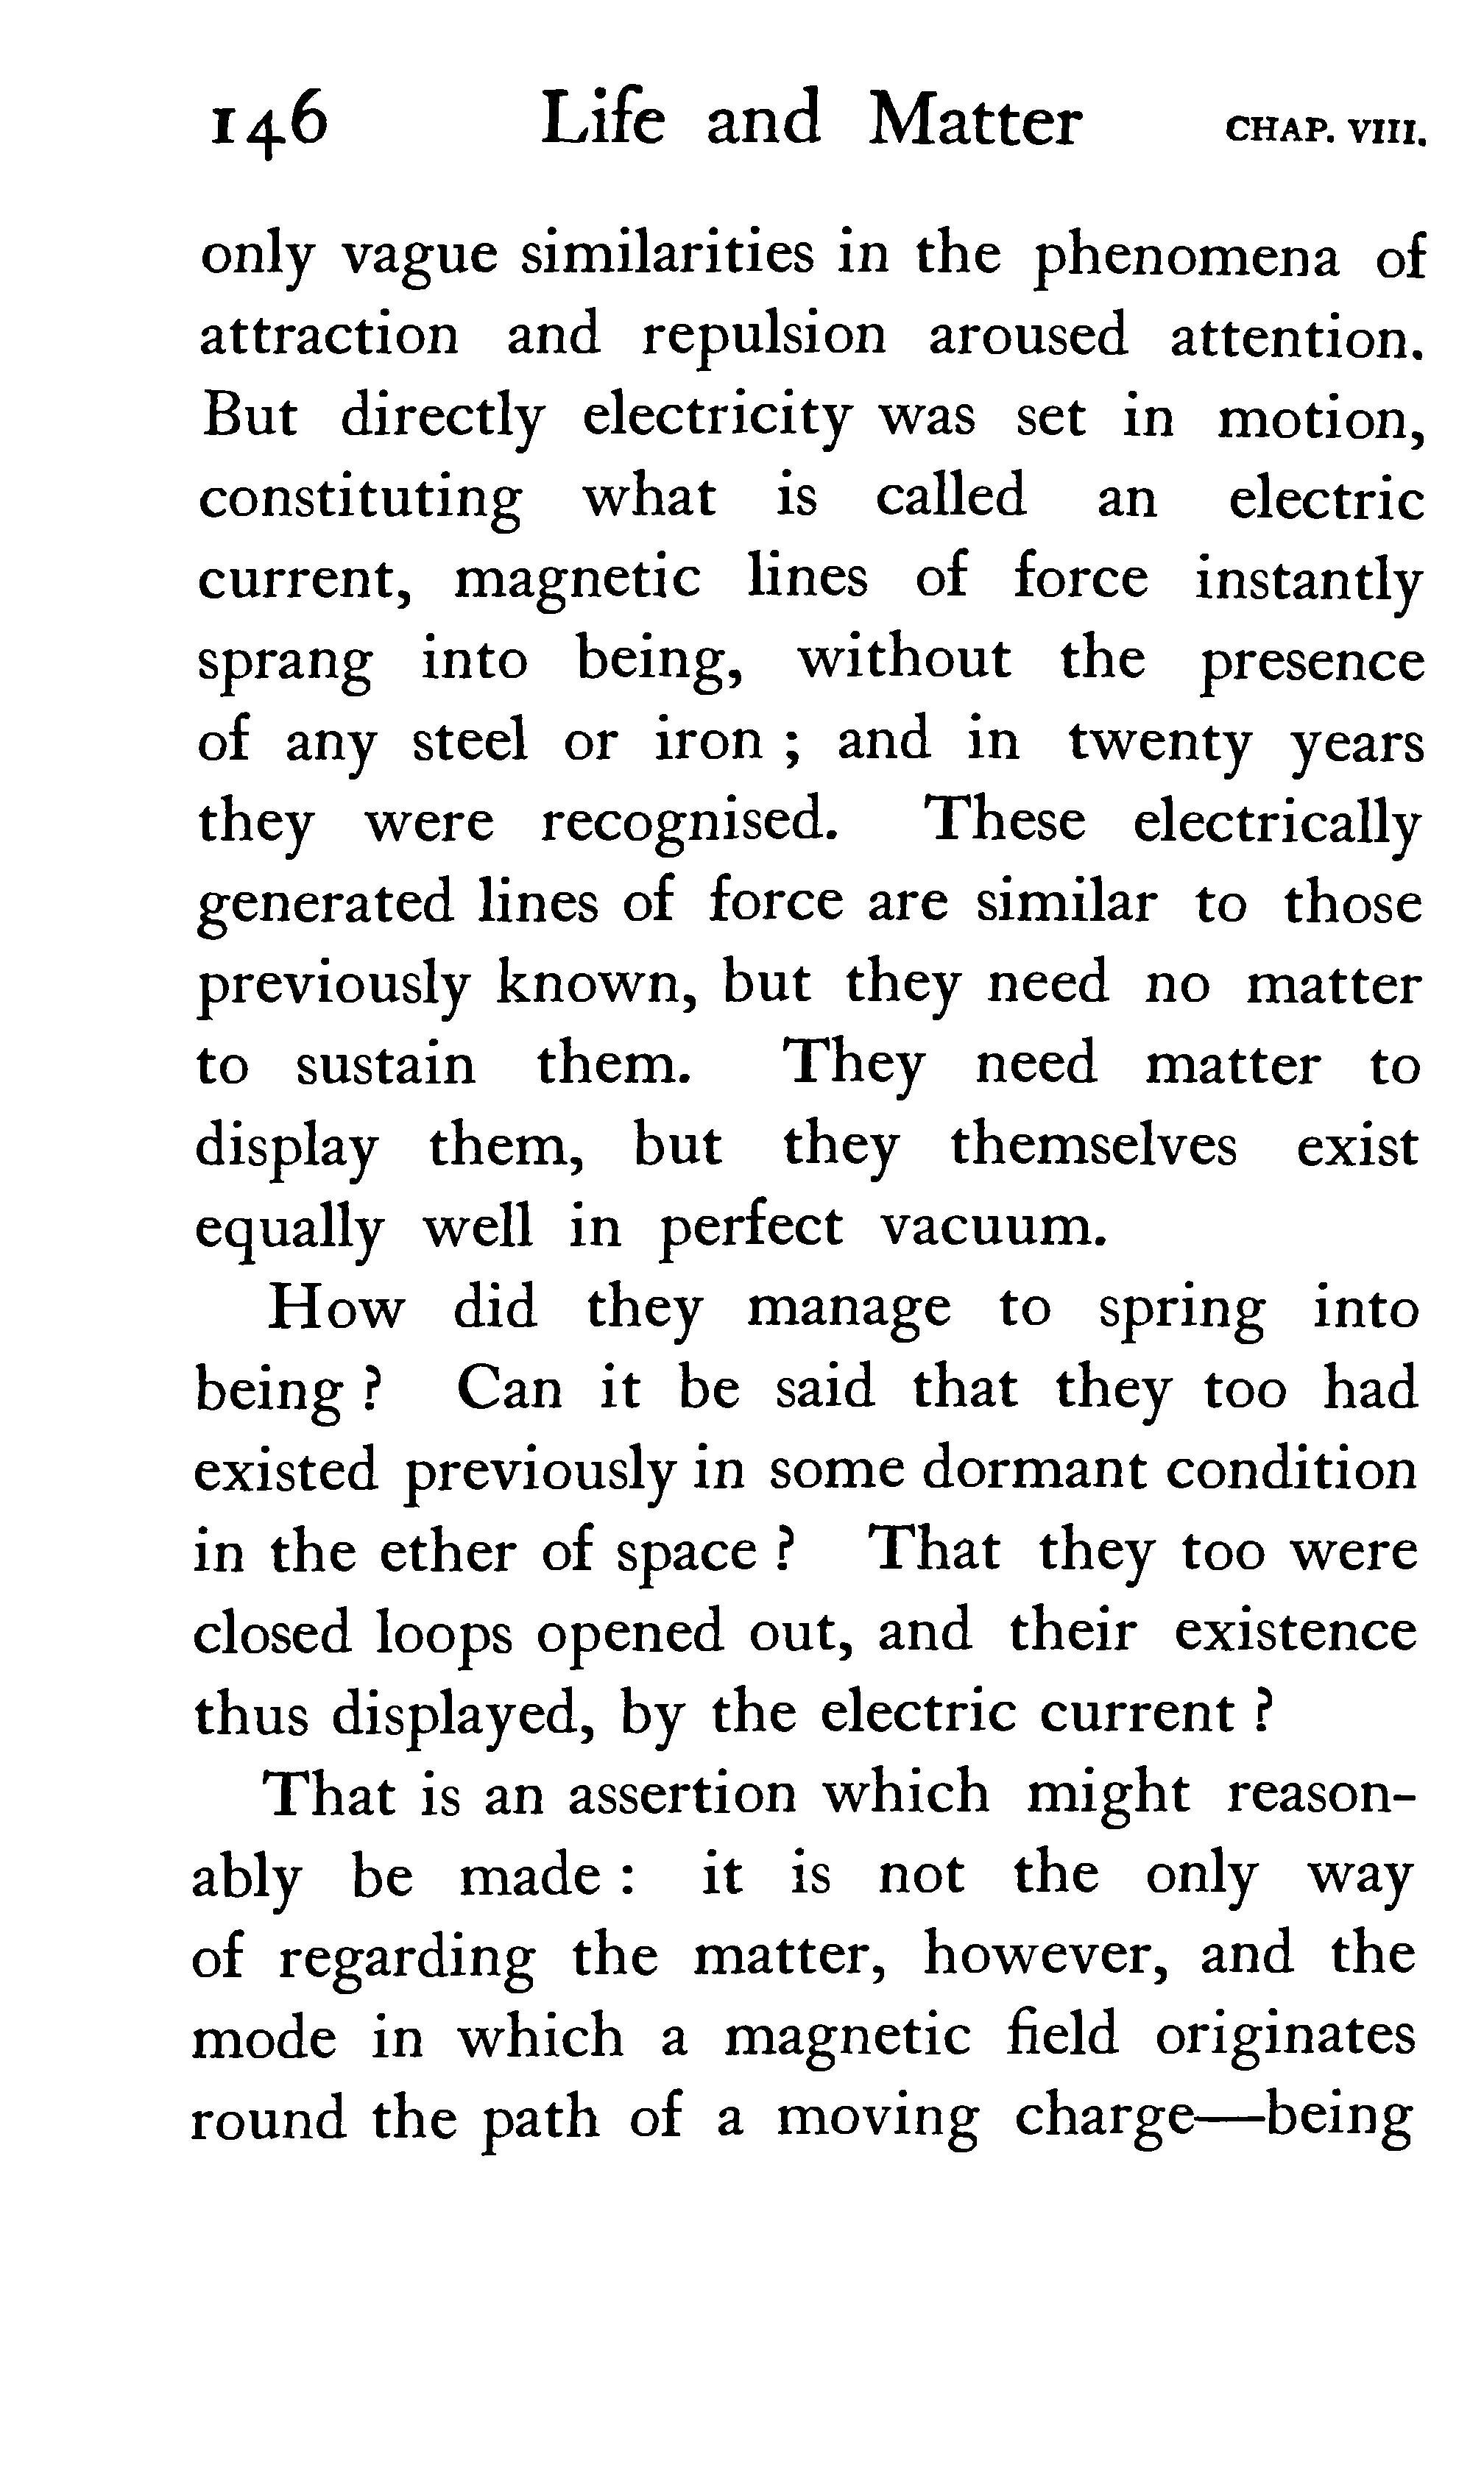 146 Life and Matter CHAP. VIII.
only vague similarities in the phenomena of
attraction and repulsion aroused attention.
But directly electricity was set in motion,
constituting what is called an electric
current, magnetic lines of force instantly
sprang into being, without the presence
of any steel or iron ; and in twenty years
they were recognised. These electrically
generated lines of force are similar to those
previously known, but they need no matter
to sustain them. They need matter to
display them, but they themselves exist
equally well in perfect vacuum.
How did they manage to spring into
being ? Can it be said that they too had
existed previously in some dormant condition
in the ether of space ? That they too were
closed loops opened out, and their existence
thus displayed, by the electric current ?
That is an assertion which might reason-
ably be made : it is not the only way
of regarding the matter, however, and the
mode in which a magnetic field originates
round the path of a moving charge—being